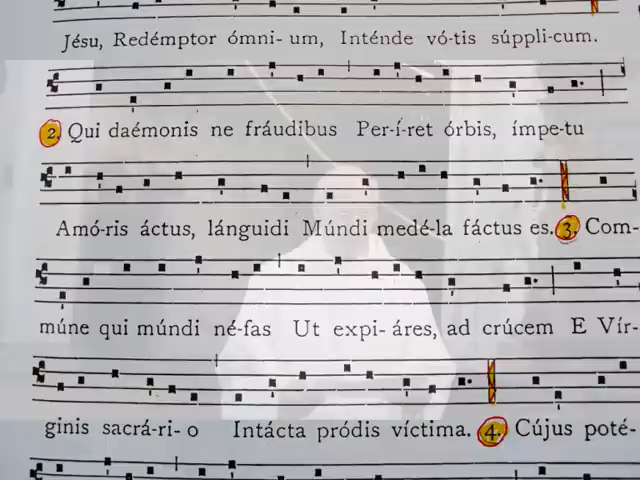 Jésu, Redémptor ómni- um, Inténde vó-tis súppli-cum.
2. Qui daémonis ne fráudibus Per-í-ret órbis, ímpe-tu
Amó-ris áctus, lánguidi Múndi medé-la fáctus es. 3. Com-
múne qui múndi né-fas Ut expi- áres, ad crúcem E Vír-
ginis sacrá-ri- o Intácta pródis víctima. 4. Cújus poté-